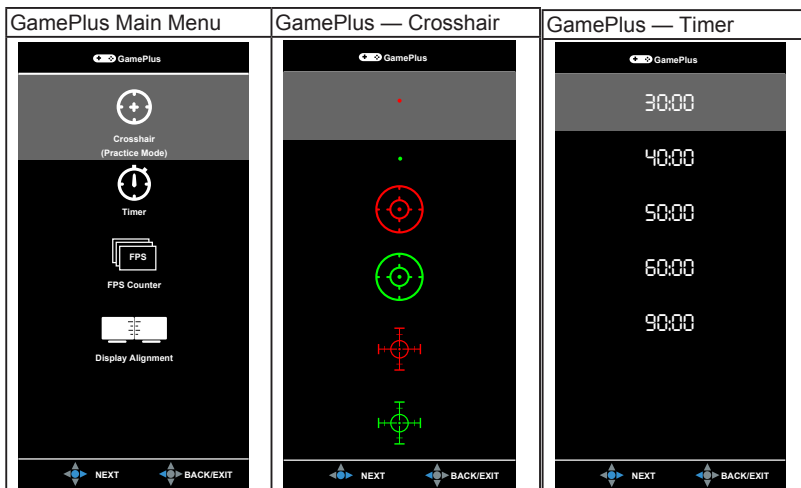 GamePlus Main Menu
GamePlus
Crosshair
(Practice Mode)
Timer
FPS
FPS Counter
Display Alignment
NEXT
BACK/EXIT
GamePlus — Crosshair
GamePlus
NEXT
BACK/EXIT
GamePlus — Timer
GamePlus
30:00
40:00
50:00
60:00
90:00
NEXT
BACK/EXIT